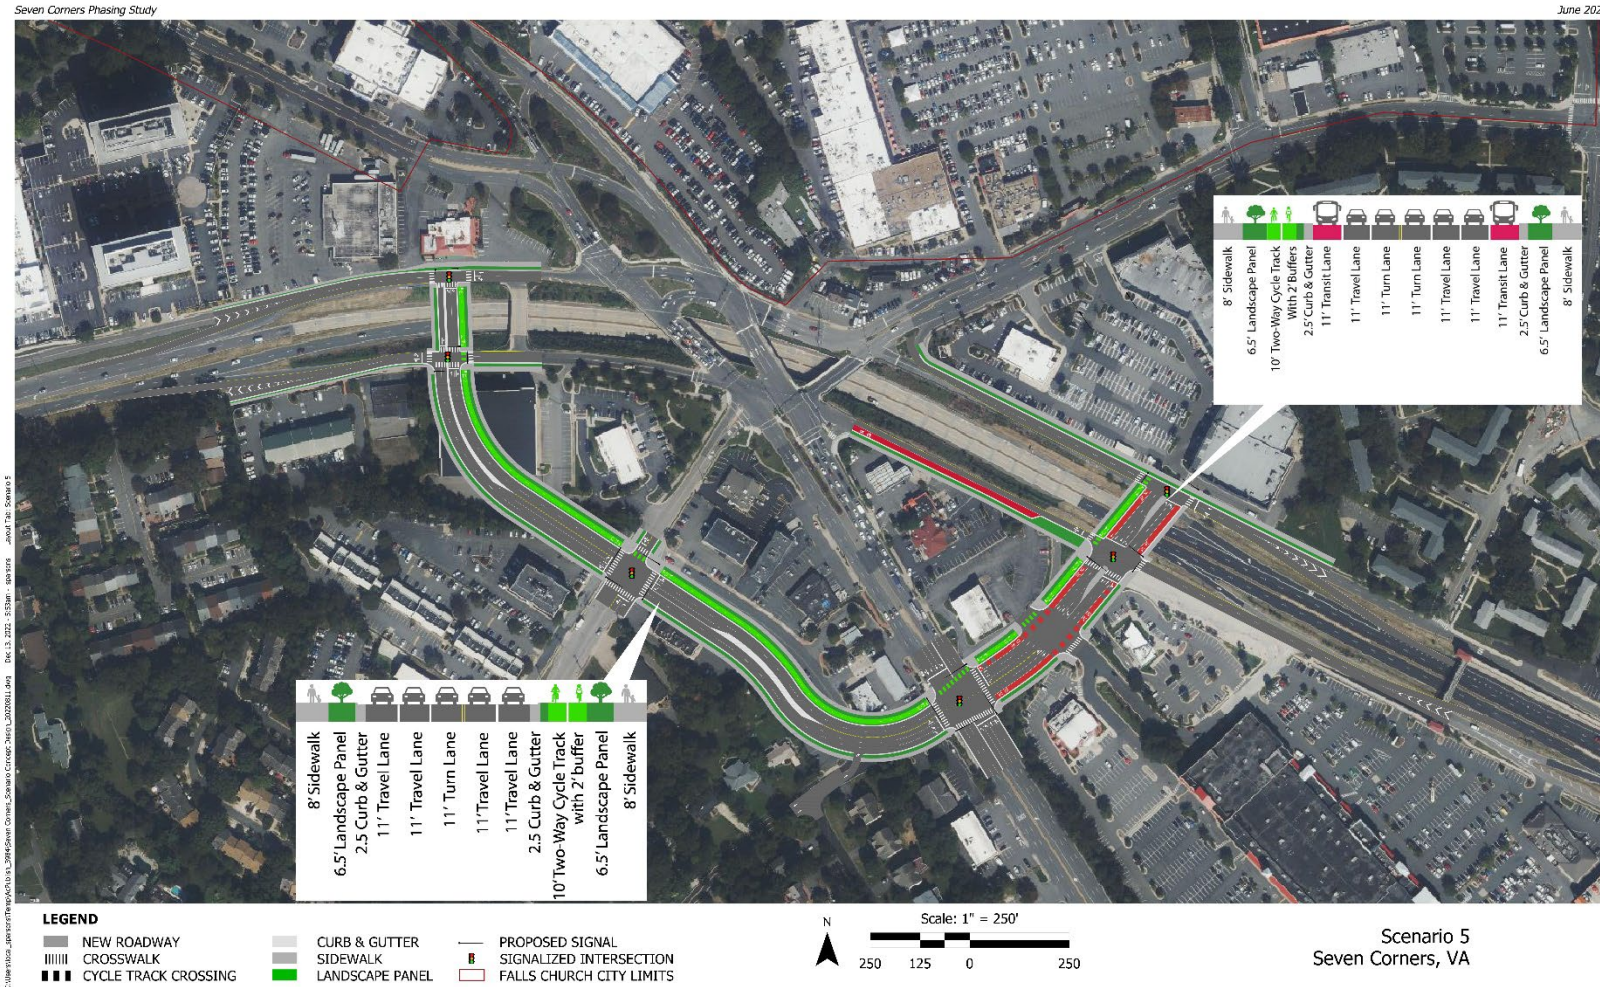 Seven Corners Phasing Study
June 202
8' Sidewalk
6.5' Landscape Panel
10' Two-Way Cycle Track
With 2' Buffers
2.5' Curb & Gutter
11' Transit Lane
11' Travel Lane
11' Turn Lane
11' Turn Lane
11' Travel Lane
11' Travel Lane
11' Transit Lane
2.5' Curb & Gutter
6.5' Landscape Panel
8' Sidewalk
8' Sidewalk
6.5' Landscape Panel
2.5 Curb & Gutter
11' Travel Lane
11' Travel Lane
11' Turn Lane
11' Travel Lane
11' Travel Lane
2.5 Curb & Gutter
10' Two-Way Cycle Track
with 2' buffer
6.5' Landscape Panel
8' Sidewalk
LEGEND
NEW ROADWAY
CROSSWALK
CYCLE TRACK CROSSING
CURB & GUTTER
SIDEWALK
LANDSCAPE PANEL
PROPOSED SIGNAL
SIGNALIZED INTERSECTION
FALLS CHURCH CITY LIMITS
N
Scale: 1" = 250'
250 125 0 250
Scenario 5
Seven Corners, VA